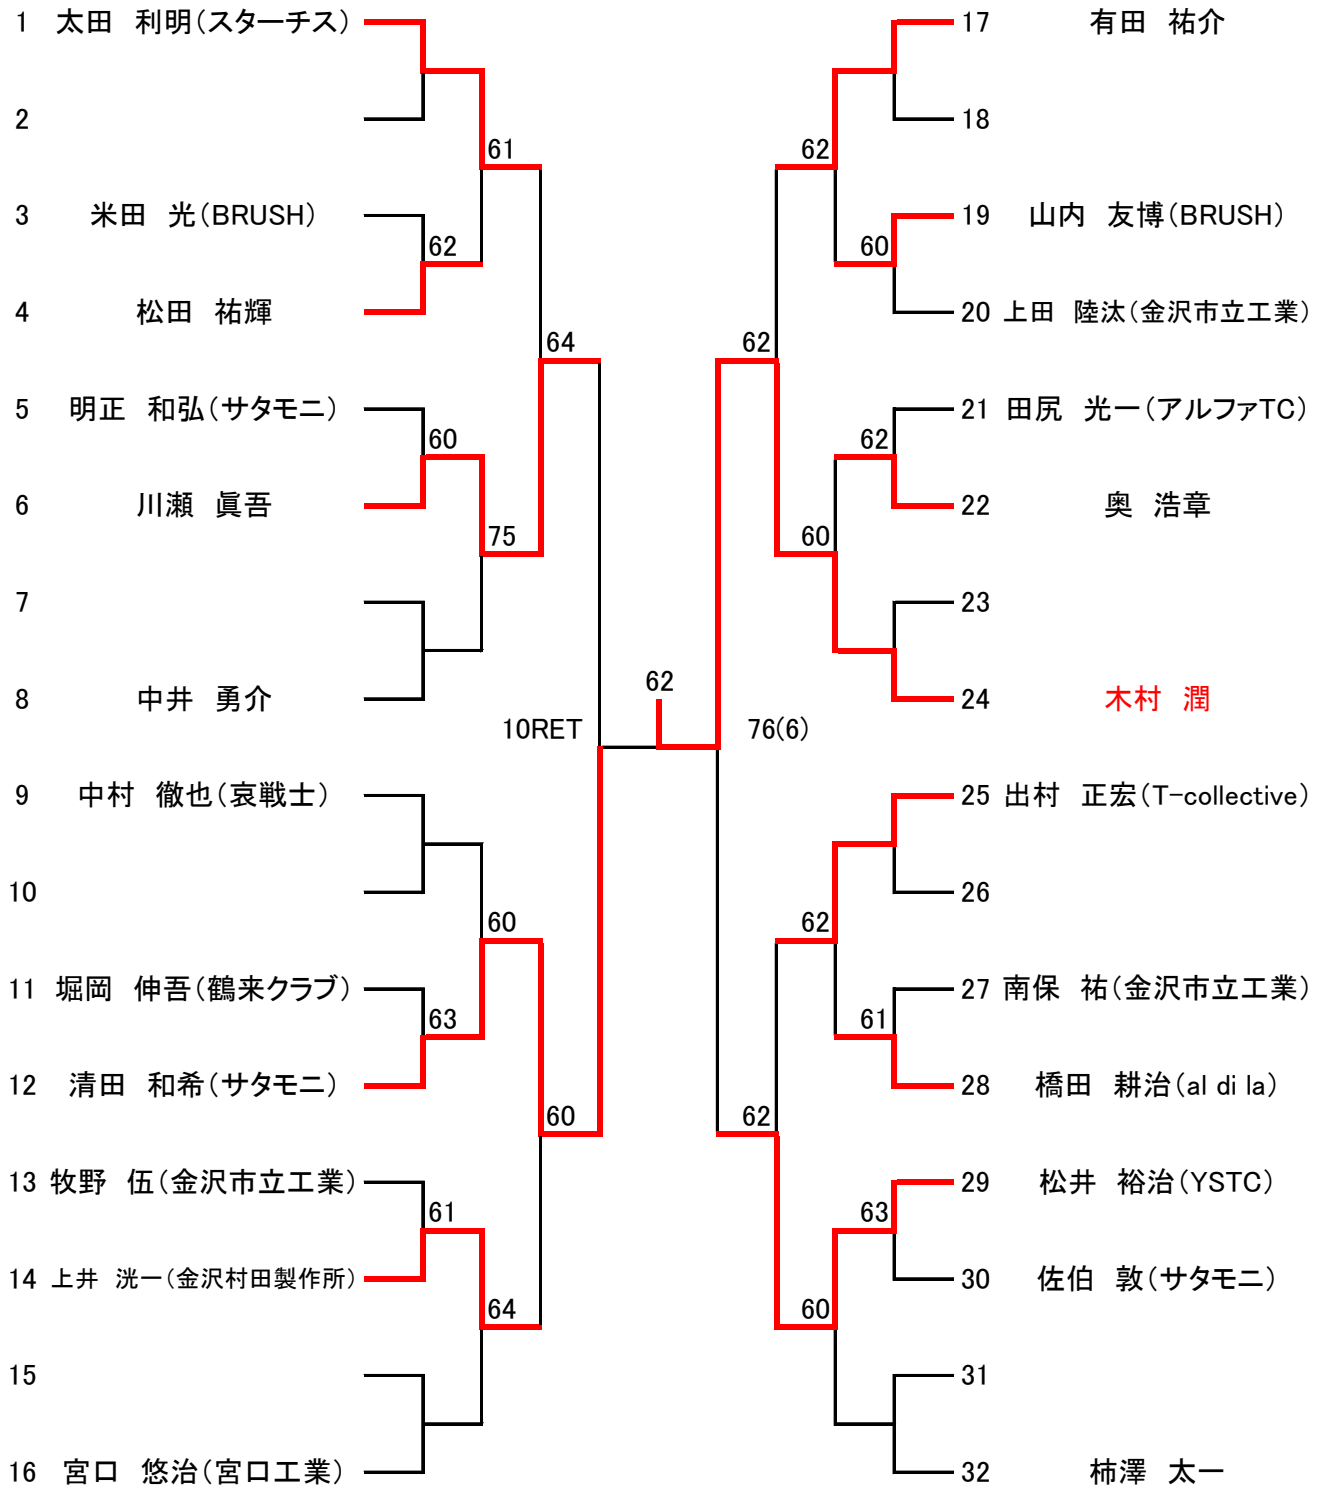 1 太田 利明(スターチス)
2
61
3 米田 光(BRUSH)
62
4 松田 祐輝
64
5 明正 和弘(サタモニ)
60
6 川瀬 眞吾
75
7
8 中井 勇介
10RET
9 中村 徹也(哀戦士)
10
60
11 堀岡 伸吾(鶴来クラブ)
63
12 清田 和希(サタモニ)
60
13 牧野 伍(金沢市立工業)
61
14 上井 洸一(金沢村田製作所)
64
15
16 宮口 悠治(宮口工業)
62
17 有田 祐介
18
62
19 山内 友博(BRUSH)
60
20 上田 陸汰(金沢市立工業)
62
21 田尻 光一(アルファTC)
62
22 奥 浩章
60
23
24 木村 潤
76(6)
25 出村 正宏(T-collective)
26
62
27 南保 祐(金沢市立工業)
61
28 橋田 耕治(al di la)
62
29 松井 裕治(YSTC)
63
30 佐伯 敦(サタモニ)
60
31
32 柿澤 太一